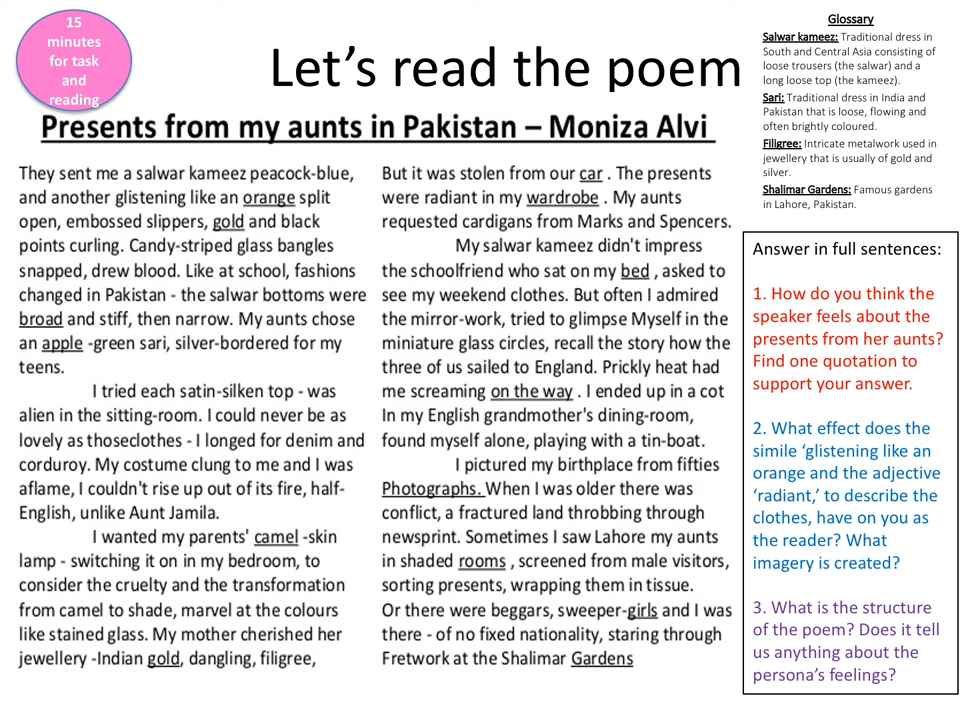 15
minutes
for task
and
reading
Let's read the poem
Presents from my aunts in Pakistan – Moniza Alvi
They sent me a salwar kameez peacock-blue,
and another glistening like an orange split
open, embossed slippers, gold and black
points curling. Candy-striped glass bangles
snapped, drew blood. Like at school, fashions
changed in Pakistan - the salwar bottoms were
broad and stiff, then narrow. My aunts chose
an apple -green sari, silver-bordered for my
teens.
I tried each satin-silken top - was
alien in the sitting-room. I could never be as
lovely as thoseclothes - I longed for denim and
corduroy. My costume clung to me and I was
aflame, I couldn't rise up out of its fire, half-
English, unlike Aunt Jamila.
I wanted my parents' camel -skin
lamp - switching it on in my bedroom, to
consider the cruelty and the transformation
from camel to shade, marvel at the colours
like stained glass. My mother cherished her
jewellery -Indian gold, dangling, filigree,
But it was stolen from our car . The presents
were radiant in my wardrobe . My aunts
requested cardigans from Marks and Spencers.
My salwar kameez didn't impress
the schoolfriend who sat on my bed , asked to
see my weekend clothes. But often I admired
the mirror-work, tried to glimpse Myself in the
miniature glass circles, recall the story how the
three of us sailed to England. Prickly heat had
me screaming on the way . I ended up in a cot
In my English grandmother's dining-room,
found myself alone, playing with a tin-boat.
I pictured my birthplace from fifties
Photographs. When I was older there was
conflict, a fractured land throbbing through
newsprint. Sometimes I saw Lahore my aunts
in shaded rooms , screened from male visitors,
sorting presents, wrapping them in tissue.
Or there were beggars, sweeper-girls and I was
there - of no fixed nationality, staring through
Fretwork at the Shalimar Gardens
Glossary
Salwar kameez: Traditional dress in
South and Central Asia consisting of
loose trousers (the salwar) and a
long loose top (the kameez).
Sari: Traditional dress in India and
Pakistan that is loose, flowing and
often brightly coloured.
Filigree: Intricate metalwork used in
jewellery that is usually of gold and
silver.
Shalimar Gardens: Famous gardens
in Lahore, Pakistan.
Answer in full sentences:
1. How do you think the
speaker feels about the
presents from her aunts?
Find one quotation to
support your answer.
2. What effect does the
simile 'glistening like an
orange and the adjective
'radiant,' to describe the
clothes, have on you as
the reader? What
imagery is created?
3. What is the structure
of the poem? Does it tell
us anything about the
persona's feelings?